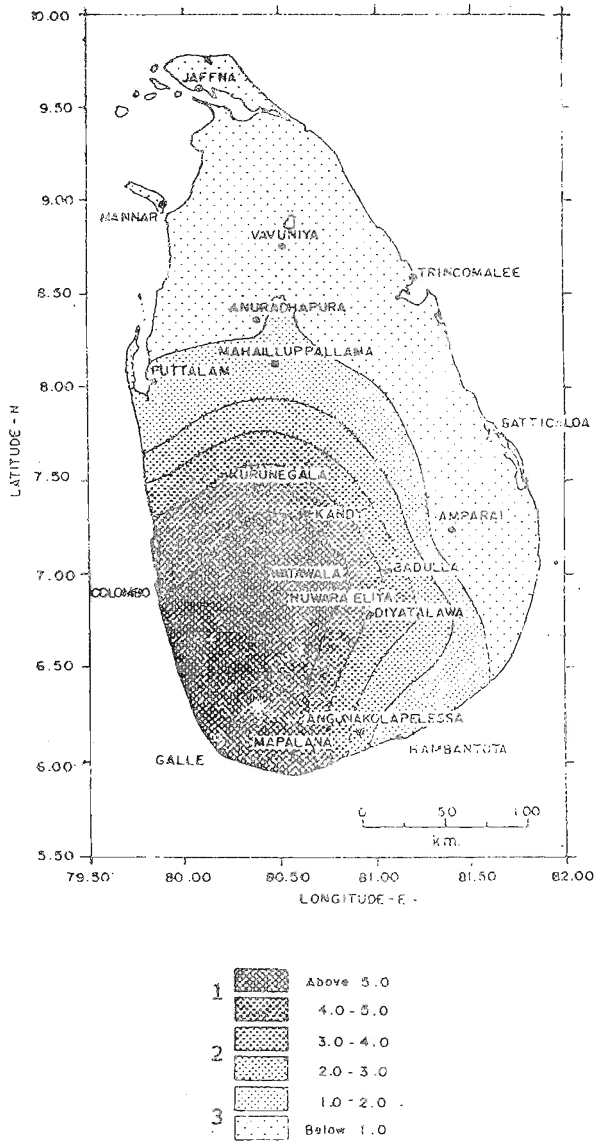 10.00
JAFFNA
9.50
9.00
MANNAR
VAVUNIYA
TRINCOMALEE
8.50
ANURADHAPURA
MAHAILLUPPALLAMA
8.00
PUTTALAM
BATTICALOA
LATITUDE - N
7.50
KURUNEGALA
KANDY
AMPARAI
7.00
BADULLA
COLOMBO
NUWARA ELIYA
DIYATALAWA
6.50
ANGUNAKOLAPELESSA
MAPALANA
HAMBANTOTA
GALLE
6.00
0 50 100
km.
5.50
79.50 80.00 80.50 81.00 81.50 82.00
LONGITUDE - E -
1 Above 5.0
4.0 - 5.0
2 3.0 - 4.0
2.0 - 3.0
1.0 - 2.0
3 Below 1.0